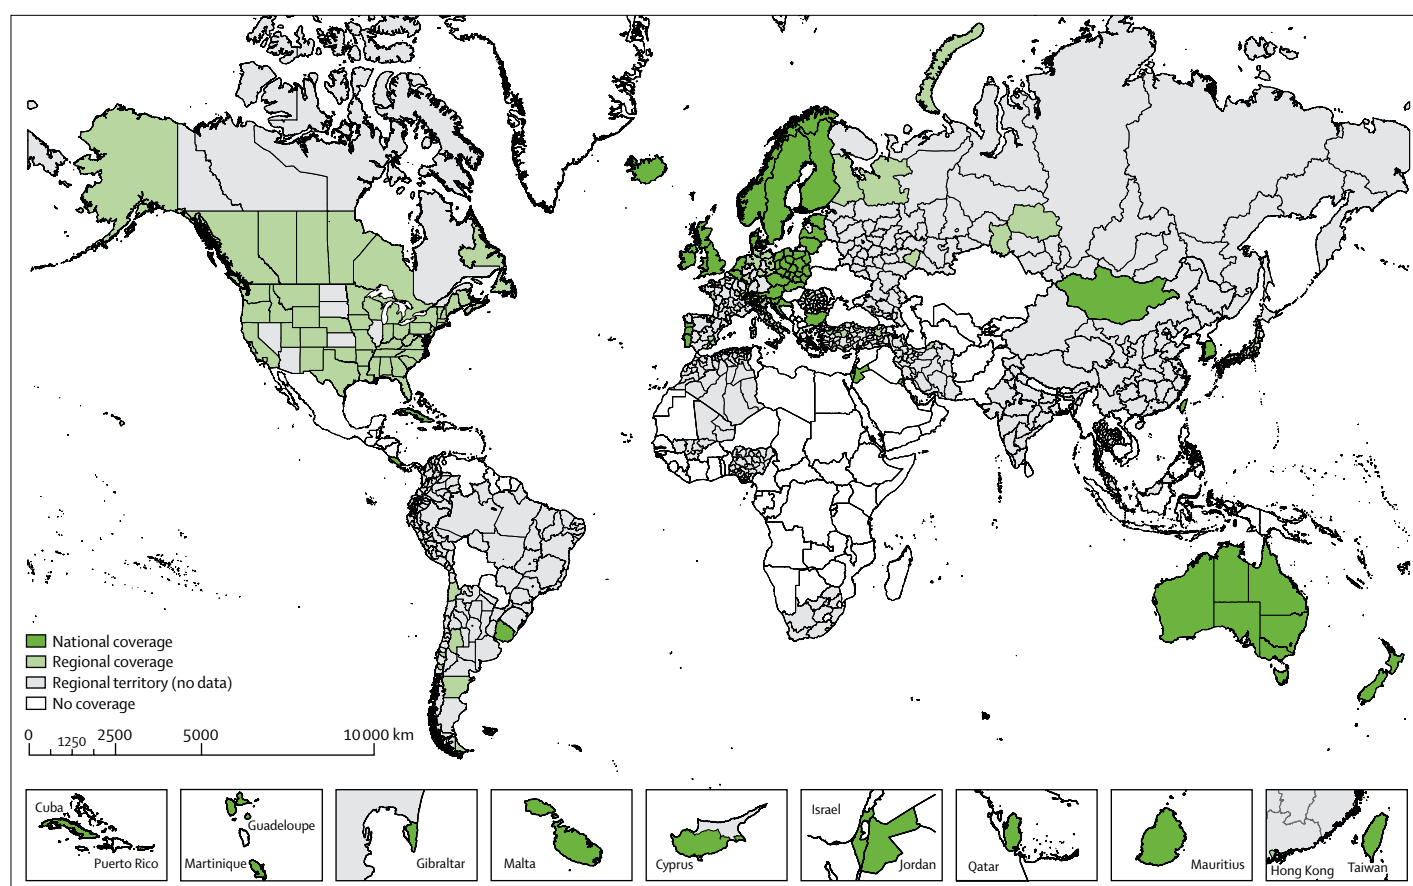 National coverage
Regional coverage
Regional territory (no data)
No coverage
0 1250 2500 5000 10 000 km
Cuba
Puerto Rico
Guadeloupe
Martinique
Gibraltar
Malta
Cyprus
Israel
Jordan
Qatar
Mauritius
Hong Kong
Taiwan